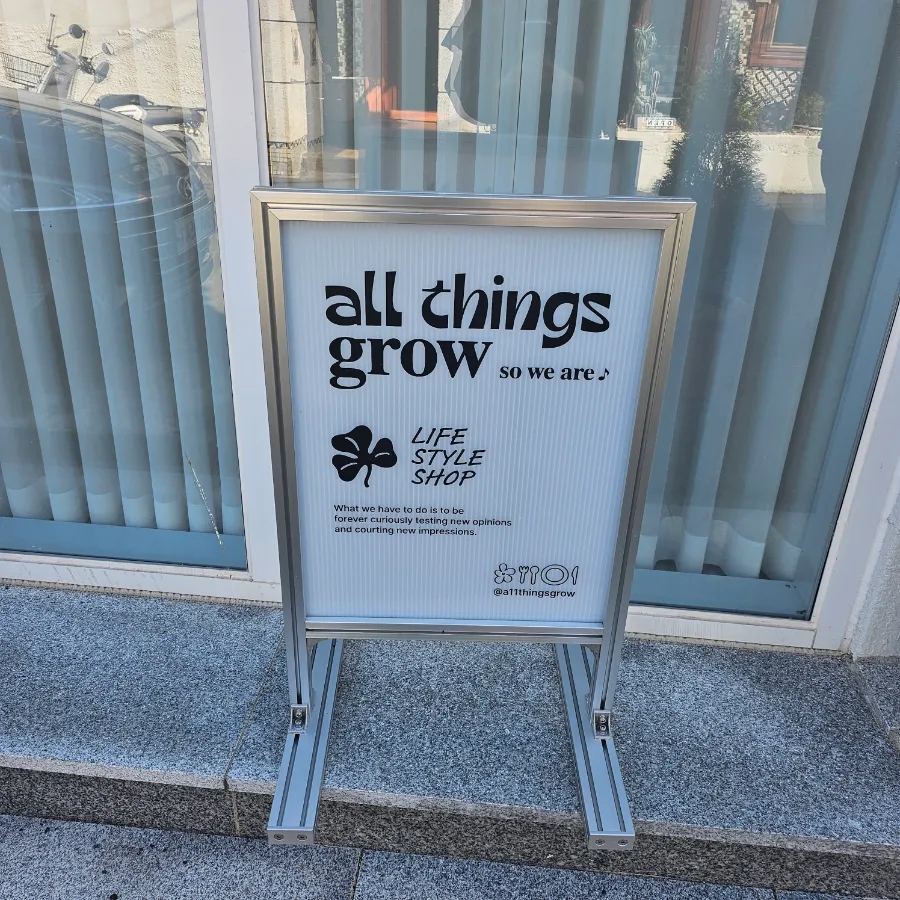 all things
grow so we are♪
LIFE
STYLE
SHOP
What we have to do is to be
forever curiously testing new opinions
and courting new impressions.
@a11thingsgrow
OPEN